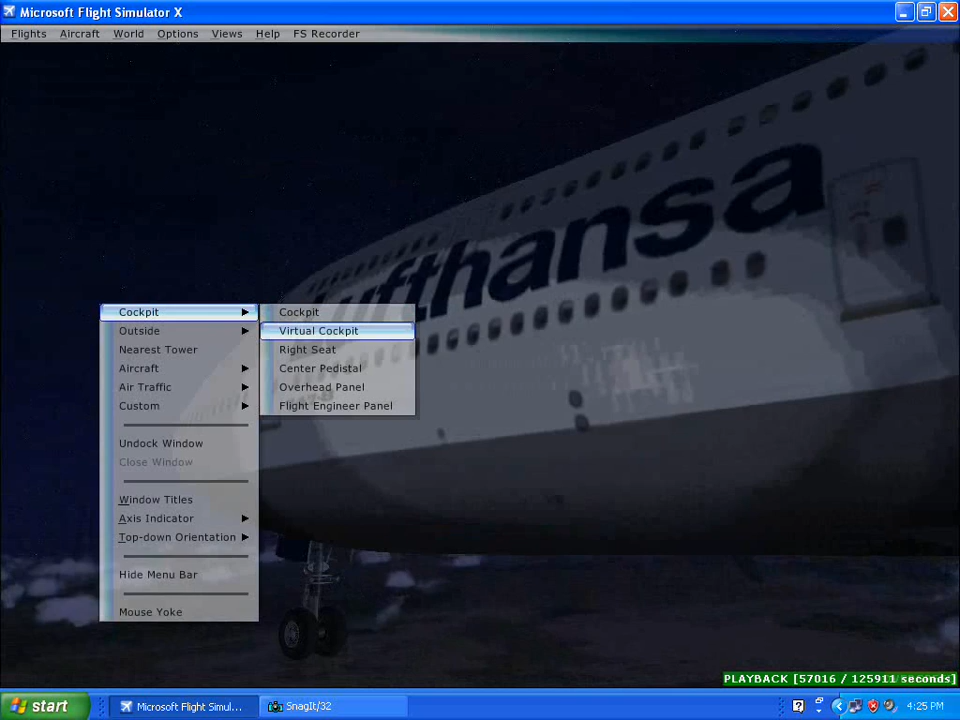 Microsoft Flight Simulator X
Flights Aircraft World Options Views Help FS Recorder
Lufthansa
Cockpit
Outside
Nearest Tower
Aircraft
Air Traffic
Custom
Undock Window
Close Window
Window Titles
Axis Indicator
Top-down Orientation
Hide Menu Bar
Mouse Yoke
Cockpit
Virtual Cockpit
Right Seat
Center Pedistal
Overhead Panel
Flight Engineer Panel
PLAYBACK [57016 / 125911 seconds]
start
Microsoft Flight Simul...
SnagIt/32
4:25 PM